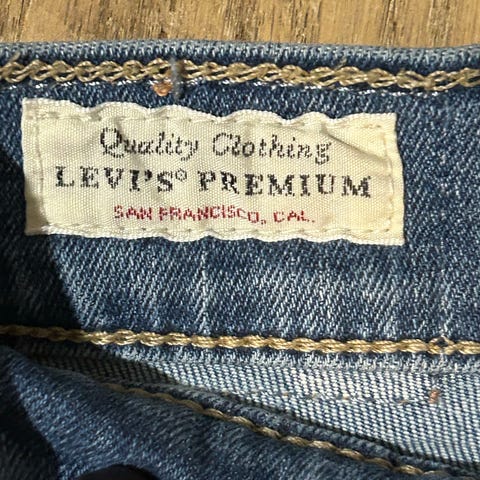 Quality Clothing
LEVI'S® PREMIUM
SAN FRANCISCO, CAL.